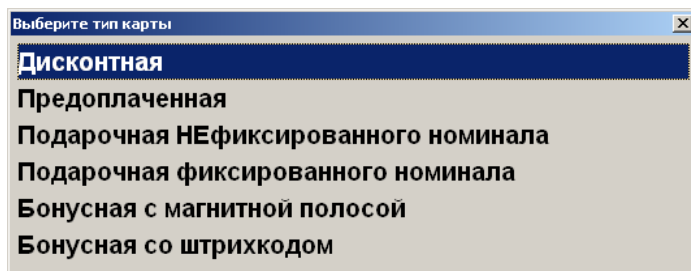 Выберите тип карты
Дисконтная
Предоплаченная
Подарочная НЕфиксированного номинала
Подарочная фиксированного номинала
Бонусная с магнитной полосой
Бонусная со штрихкодом